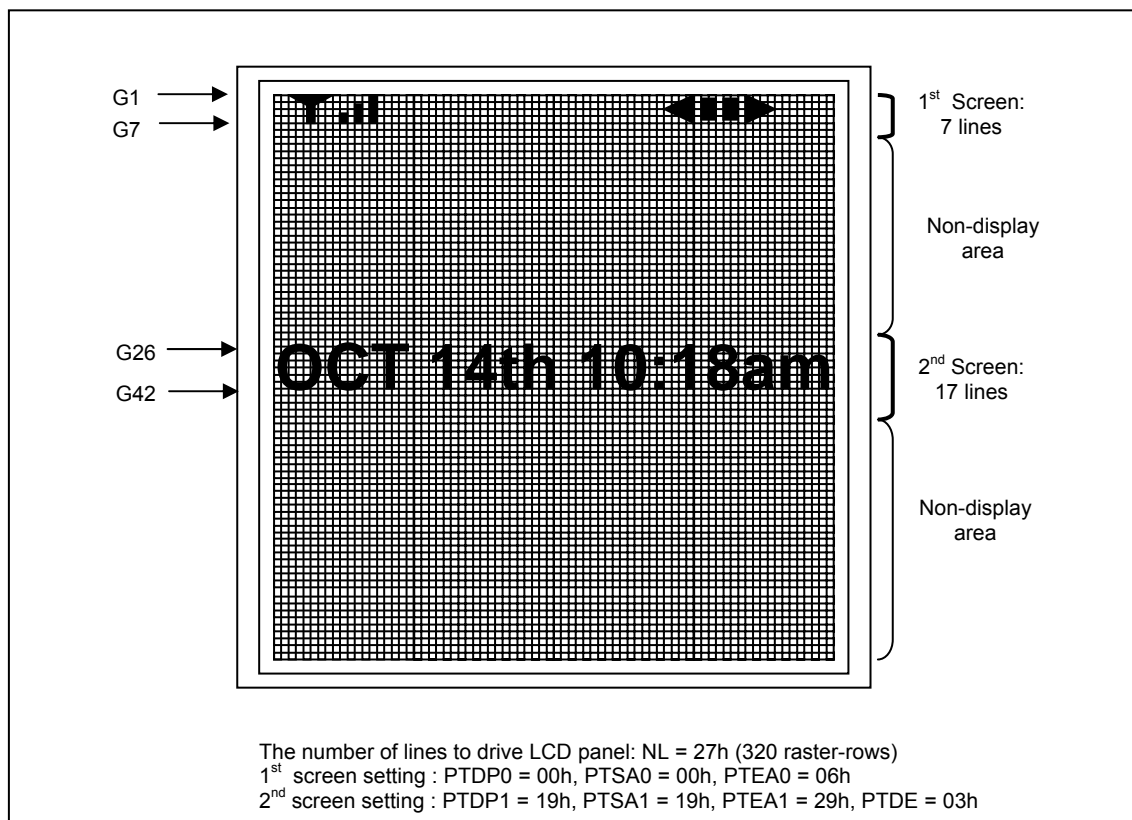 G1
G7
1st Screen:
7 lines
Non-display
area
G26
G42
OCT 14th 10:18am
2nd Screen:
17 lines
Non-display
area
The number of lines to drive LCD panel: NL = 27h (320 raster-rows)
1st screen setting : PTDP0 = 00h, PTSA0 = 00h, PTEA0 = 06h
2nd screen setting : PTDP1 = 19h, PTSA1 = 19h, PTEA1 = 29h, PTDE = 03h